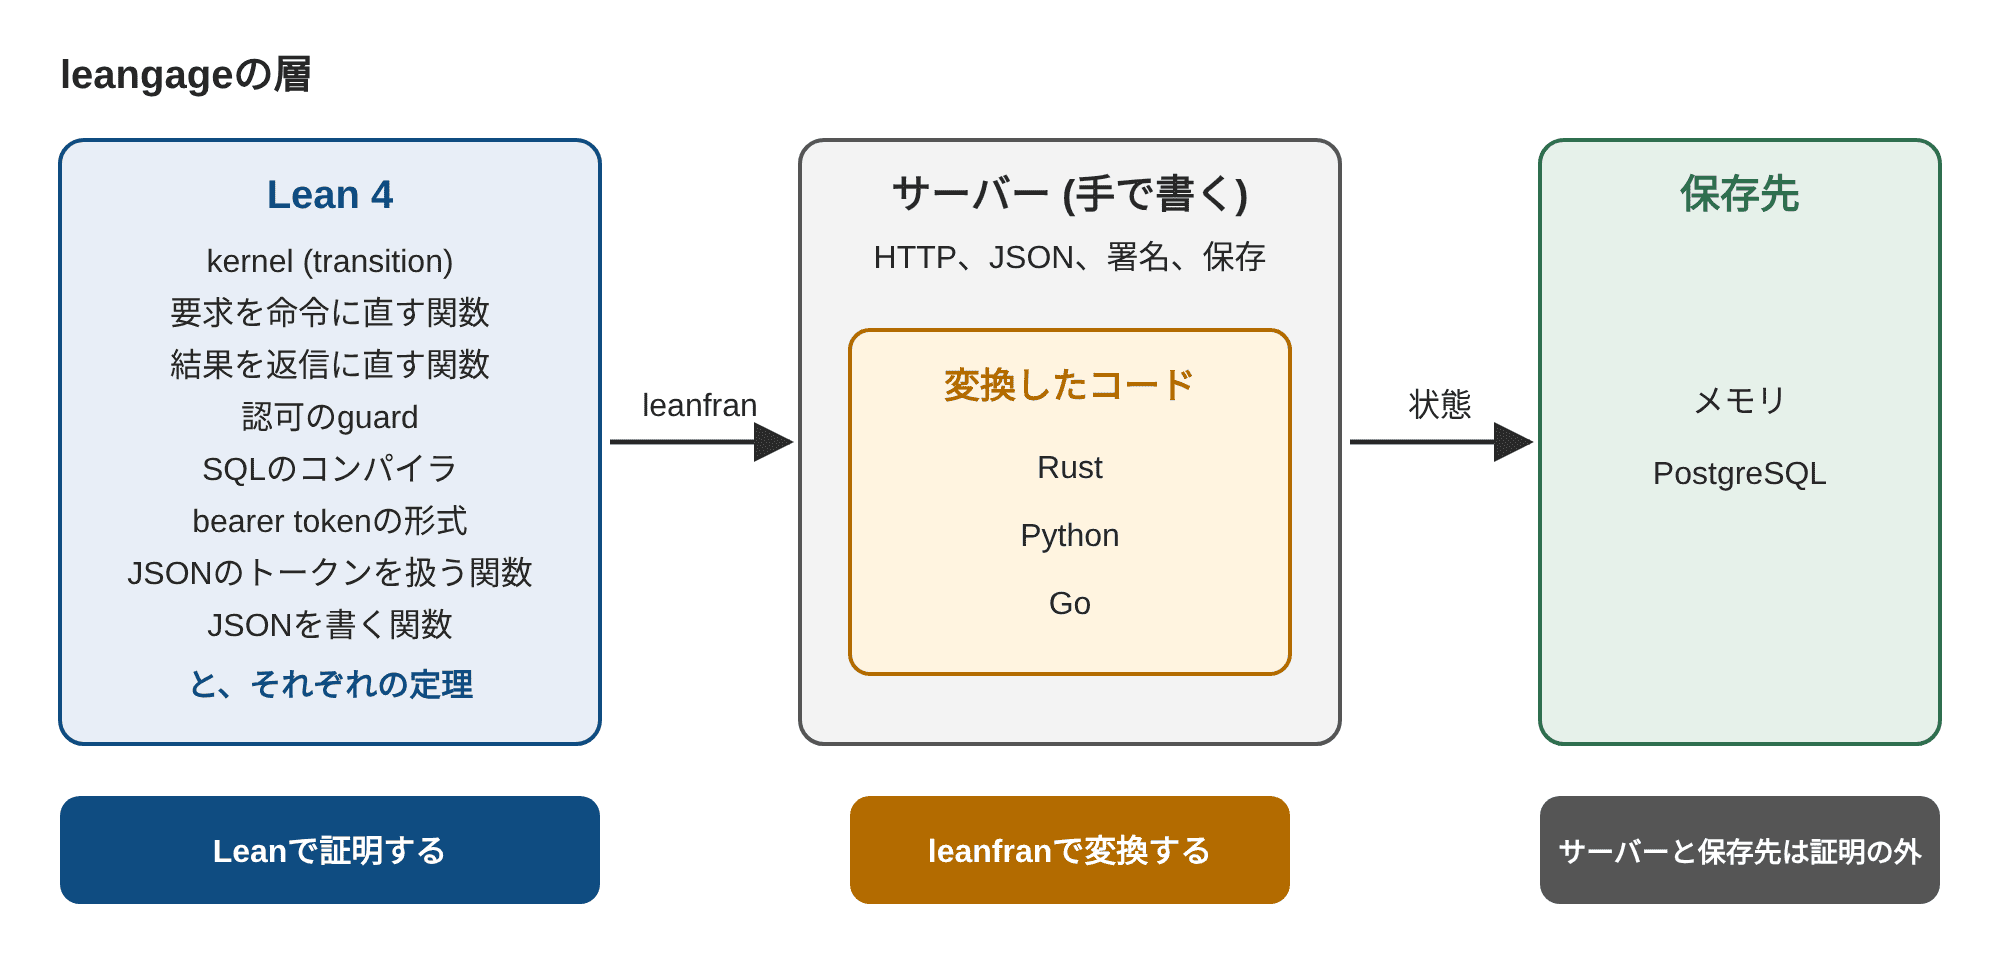 leangageの層
Lean 4
kernel (transition)
要求を命令に直す関数
結果を返信に直す関数
認可のguard
SQLのコンパイラ
bearer tokenの形式
JSONのトークンを扱う関数
JSONを書く関数
と、それぞれの定理
leanfran
サーバー (手で書く)
HTTP、JSON、署名、保存
変換したコード
Rust
Python
Go
状態
保存先
メモリ
PostgreSQL
Leanで証明する
leanfranで変換する
サーバーと保存先は証明の外